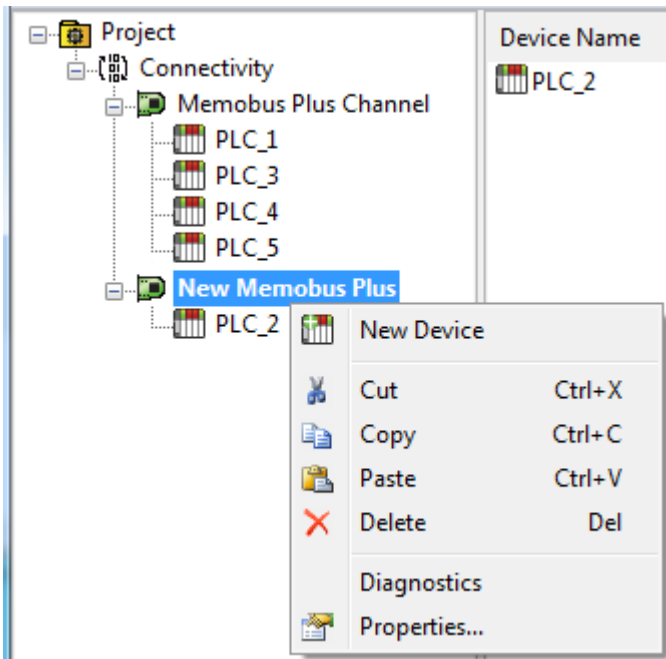 Project
Connectivity
Memobus Plus Channel
PLC_1
PLC_3
PLC_4
PLC_5
New Memobus Plus
PLC_2
Device Name
PLC_2
New Device
Cut Ctrl+X
Copy Ctrl+C
Paste Ctrl+V
Delete Del
Diagnostics
Properties...